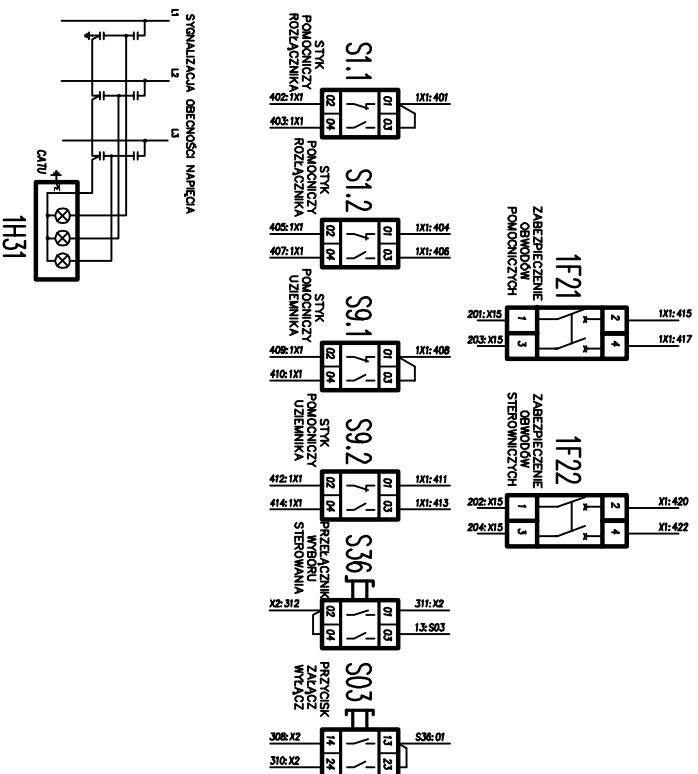 L1
L2
L3
SYGNALIZACJA OBECNOŚCI NAPIĘCIA
CATU
1H31
S1.1
STYK
POMOCNICZY
ROZŁĄCZNIKA
1X1: 401
01
03
02
04
402: 1X1
403: 1X1
S1.2
STYK
POMOCNICZY
ROZŁĄCZNIKA
1X1: 404
1X1: 406
01
03
02
04
405: 1X1
407: 1X1
S9.1
STYK
POMOCNICZY
UZIEMNIKA
1X1: 408
01
03
02
04
409: 1X1
410: 1X1
S9.2
STYK
POMOCNICZY
UZIEMNIKA
1X1: 411
1X1: 413
01
03
02
04
412: 1X1
414: 1X1
S36
PRZEŁĄCZNIK
WYBORU
STEROWANIA
311: X2
13: S03
01
03
02
04
X2: 312
S03
PRZYCISK
ZAŁĄCZ
WYŁĄCZ
S36: 01
13
23
14
24
308: X2
310: X2
1F21
ZABEZPIECZENIE
OBWODÓW
POMOCNICZYCH
1X1: 415
1X1: 417
2
4
1
3
201: X15
203: X15
1F22
ZABEZPIECZENIE
OBWODÓW
STEROWNICZYCH
X1: 420
X1: 422
2
4
1
3
202: X15
204: X15